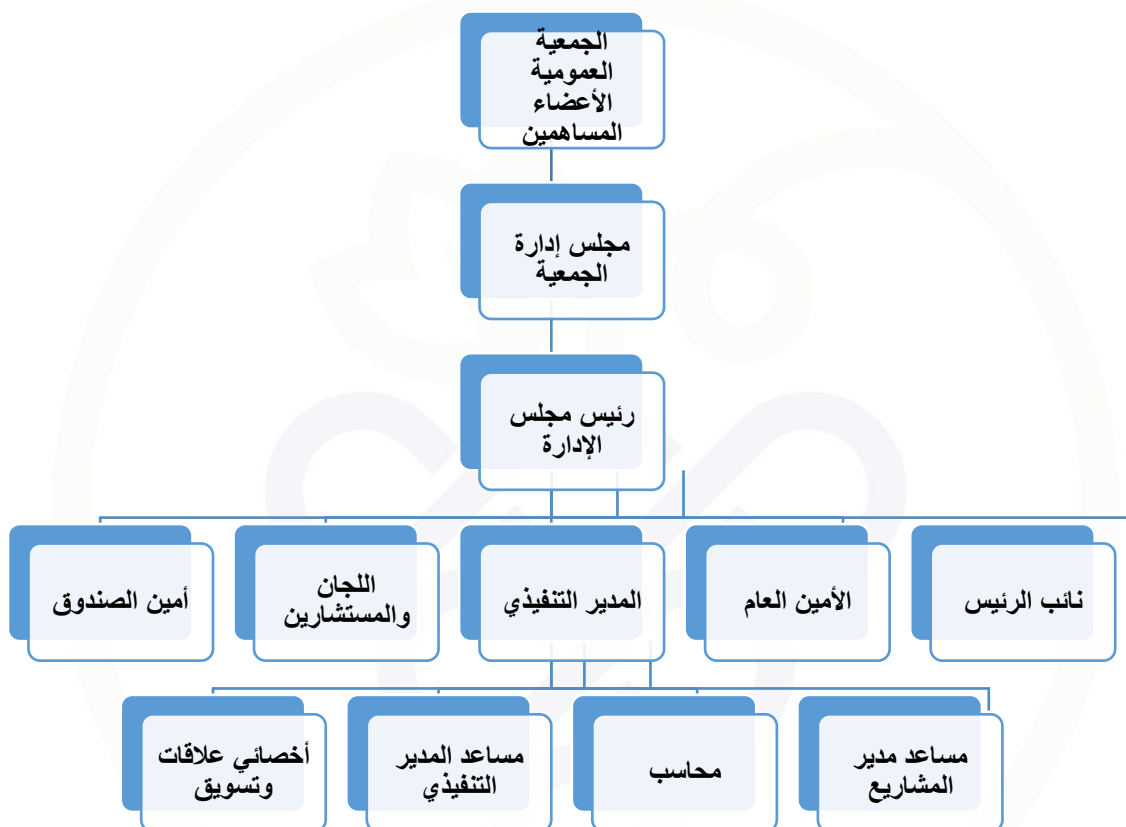 الجمعية
العمومية
الأعضاء
المساهمين
مجلس إدارة
الجمعية
رئيس مجلس
الإدارة
نائب الرئيس
الأمين العام
المدير التنفيذي
اللجان
والمستشارين
أمين الصندوق
مساعد مدير
المشاريع
محاسب
مساعد المدير
التنفيذي
أخصائي علاقات
وتسويق